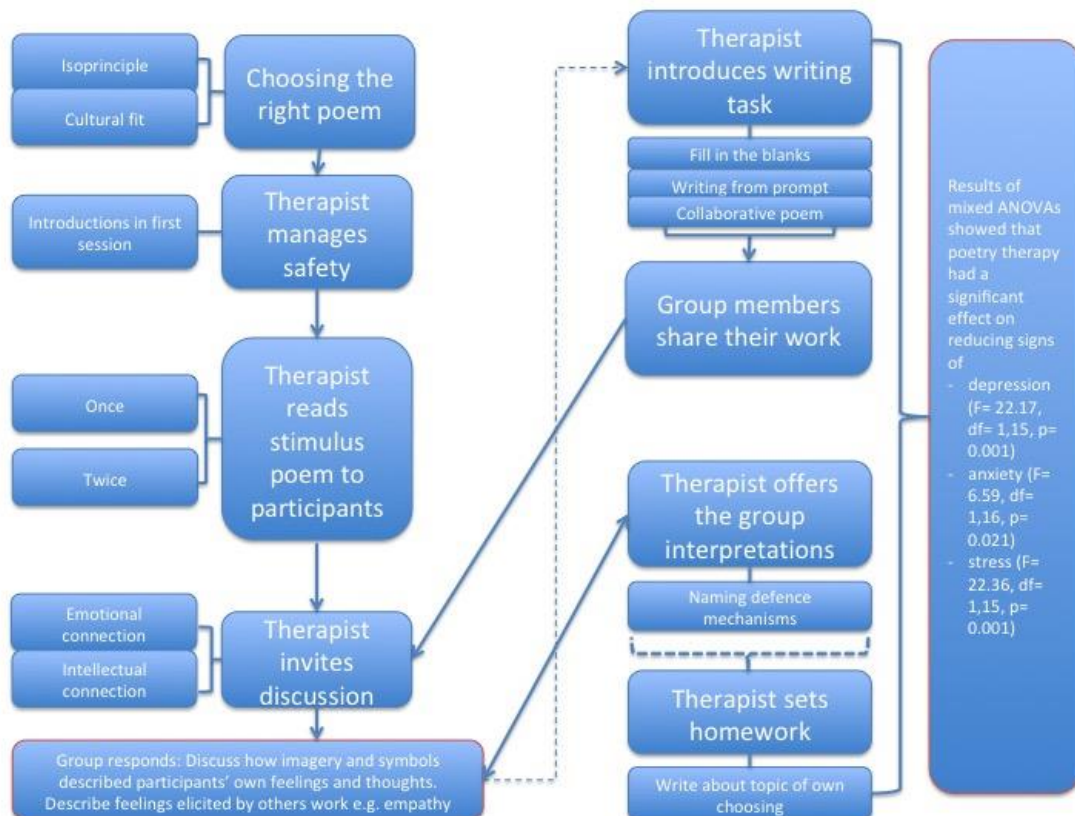 Isoprinciple
Cultural fit
Choosing the
right poem
Introductions in first
session
Therapist
manages
safety
Once
Twice
Therapist
reads
stimulus
poem to
participants
Emotional
connection
Intellectual
connection
Therapist
invites
discussion
Group responds: Discuss how imagery and symbols
described participants' own feelings and thoughts.
Describe feelings elicited by others work e.g. empathy
Therapist
introduces writing
task
Fill in the blanks
Writing from prompt
Collaborative poem
Group members
share their work
Therapist offers
the group
interpretations
Naming defence
mechanisms
Therapist sets
homework
Write about topic of own
choosing
Results of
mixed ANOVAs
showed that
poetry therapy
had a
significant
effect on
reducing signs
of
- depression
(F= 22.17,
df= 1,15, p=
0.001)
- anxiety (F=
6.59, df=
1,16, p=
0.021)
- stress (F=
22.36, df=
1,15, p=
0.001)